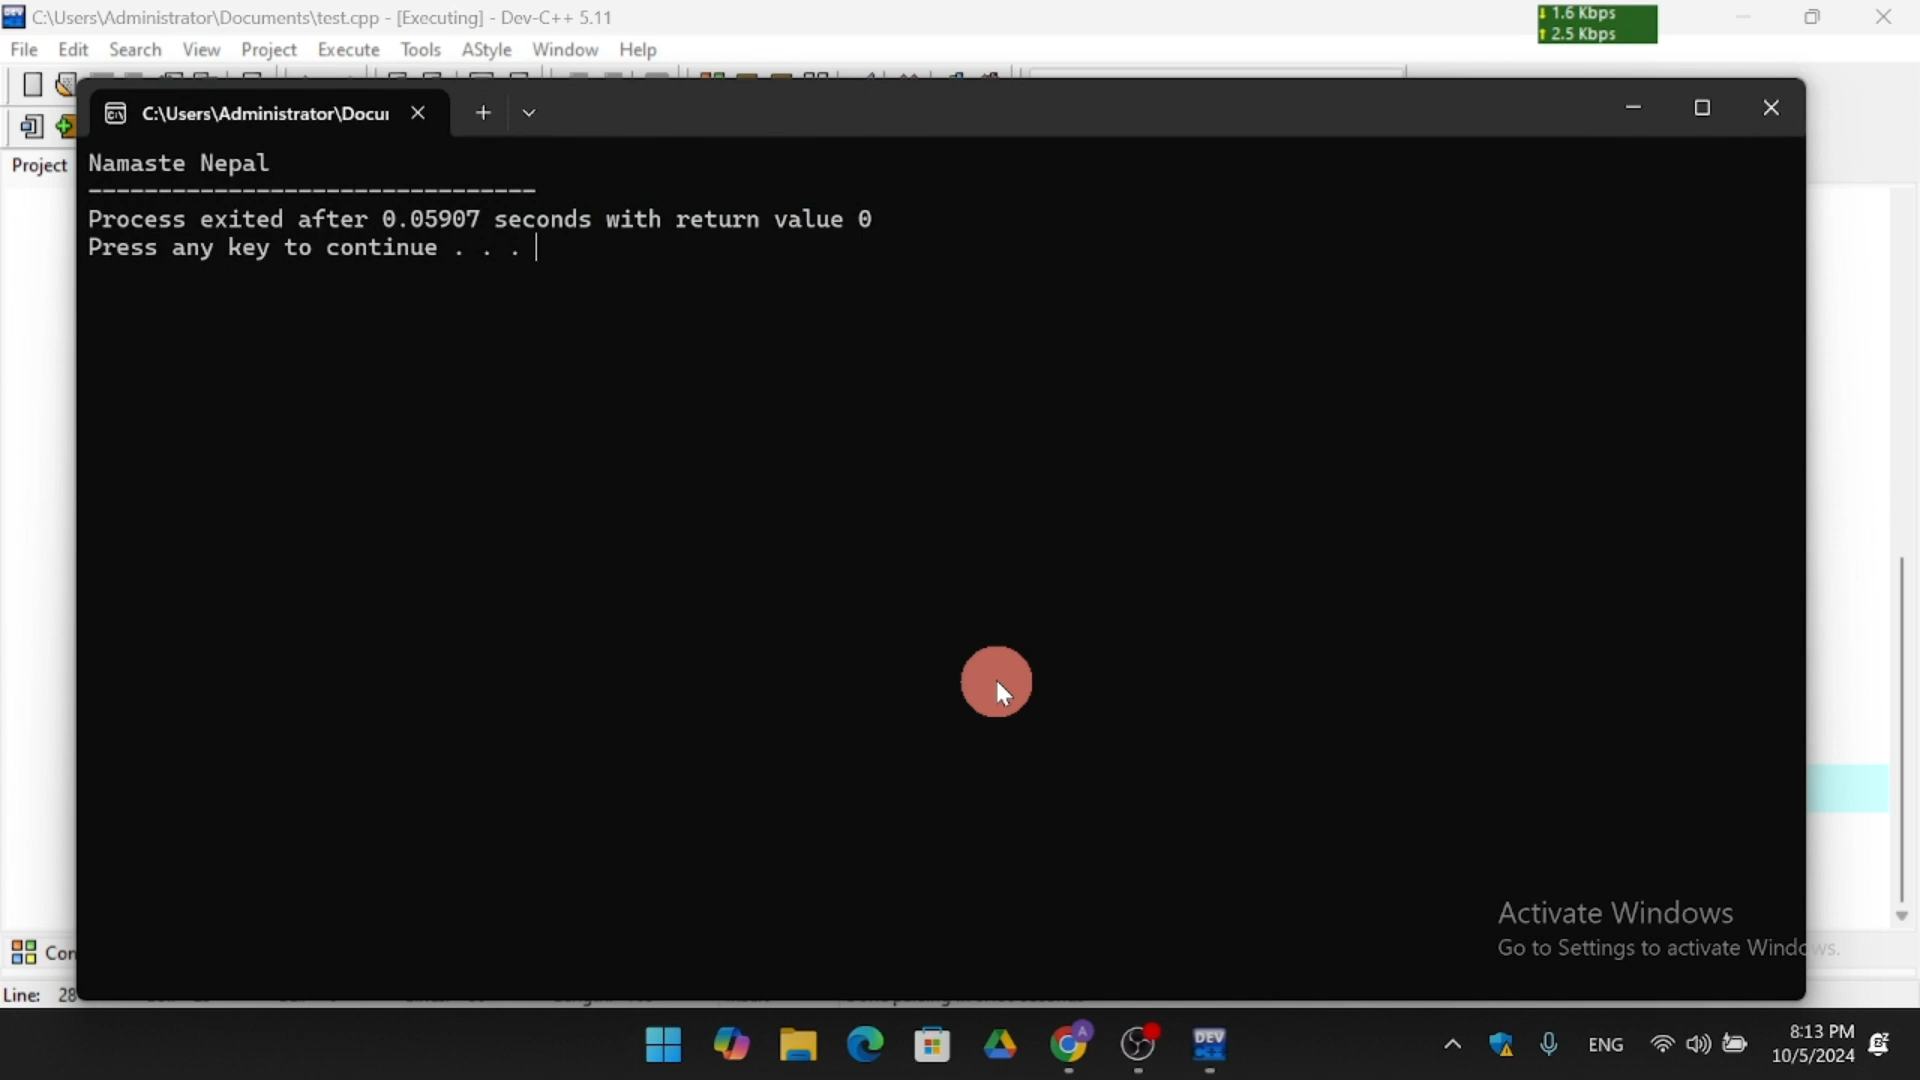 C:\Users\Administrator\Documents\test.cpp - [Executing] - Dev-C++ 5.11
1.6 Kbps
2.5 Kbps
File Edit Search View Project Execute Tools AStyle Window Help
C:\Users\Administrator\Docu
Project
Namaste Nepal
--------------------------------
Process exited after 0.05907 seconds with return value 0
Press any key to continue . . .
Activate Windows
Go to Settings to activate Windows.
Line: 28
DEV
C++
ENG
8:13 PM
10/5/2024